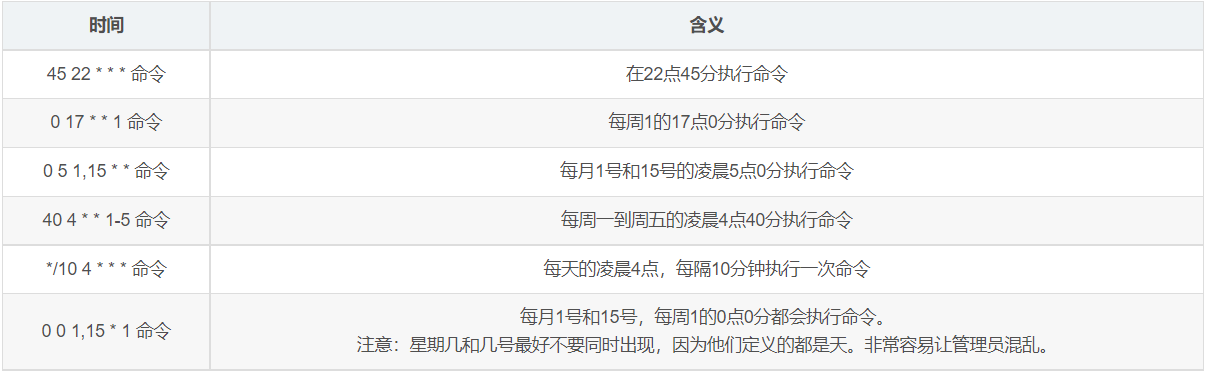 时间 含义
45 22 * * * 命令 在22点45分执行命令
0 17 * * 1 命令 每周1的17点0分执行命令
0 5 1,15 * * 命令 每月1号和15号的凌晨5点0分执行命令
40 4 * * 1-5 命令 每周一到周五的凌晨4点40分执行命令
*/10 4 * * * 命令 每天的凌晨4点，每隔10分钟执行一次命令
0 0 1,15 * 1 命令 每月1号和15号，每周1的0点0分都会执行命令。
注意：星期几和几号最好不要同时出现，因为他们定义的都是天。非常容易让管理员混乱。